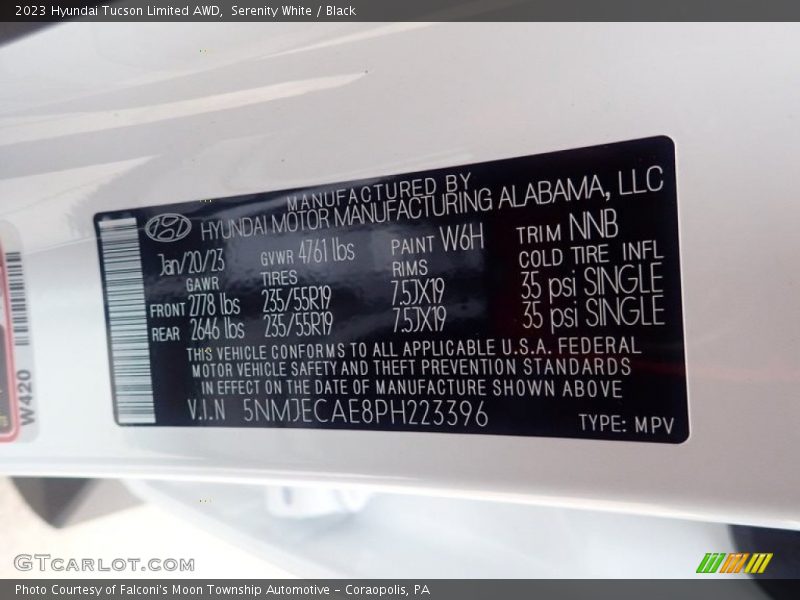 2023 Hyundai Tucson Limited AWD, Serenity White / Black
MANUFACTURED BY
HYUNDAI MOTOR MANUFACTURING ALABAMA, LLC
Jan/20/23 GVWR 4761 lbs PAINT W6H TRIM NNB
GAWR TIRES RIMS COLD TIRE INFL
FRONT 2778 lbs 235/55R19 7.5JX19 35 psi SINGLE
REAR 2646 lbs 235/55R19 7.5JX19 35 psi SINGLE
THIS VEHICLE CONFORMS TO ALL APPLICABLE U.S.A. FEDERAL
MOTOR VEHICLE SAFETY AND THEFT PREVENTION STANDARDS
IN EFFECT ON THE DATE OF MANUFACTURE SHOWN ABOVE
V.I.N 5NMJECAE8PH223396 TYPE: MPV
W420
GTCARLOT.COM
Photo Courtesy of Falconi's Moon Township Automotive - Coraopolis, PA